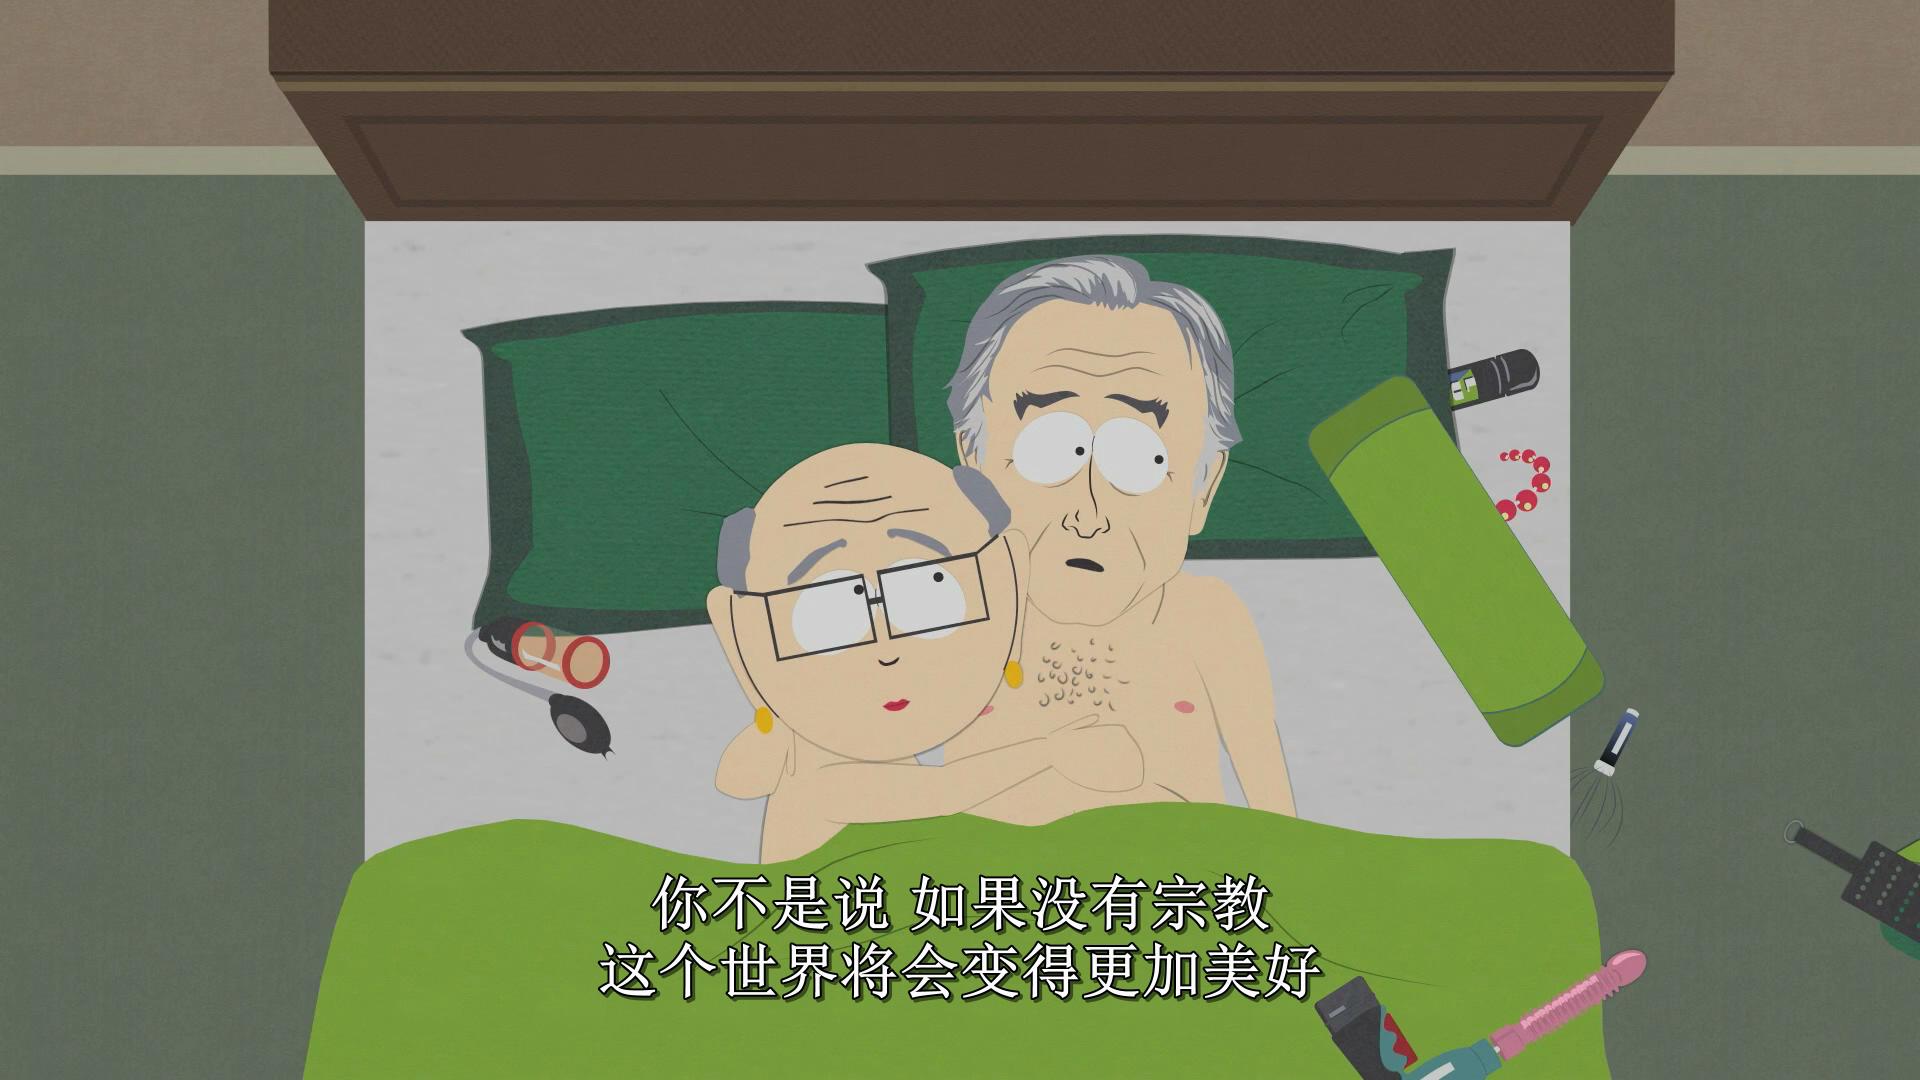 你不是说 如果没有宗教
这个世界将会变得更加美好